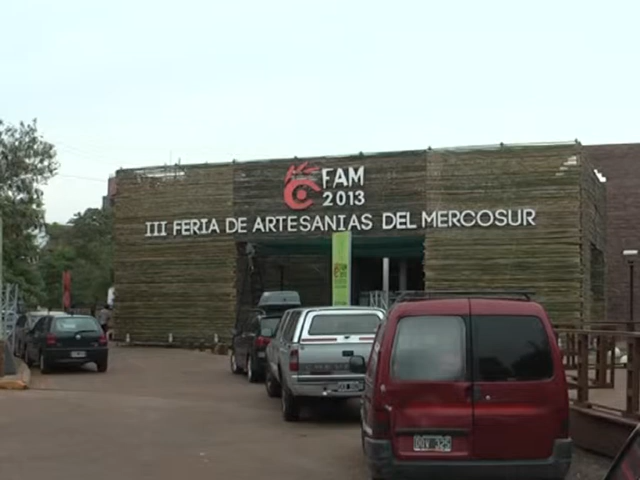 FAM
2013
III FERIA DE ARTESANIAS DEL MERCOSUR